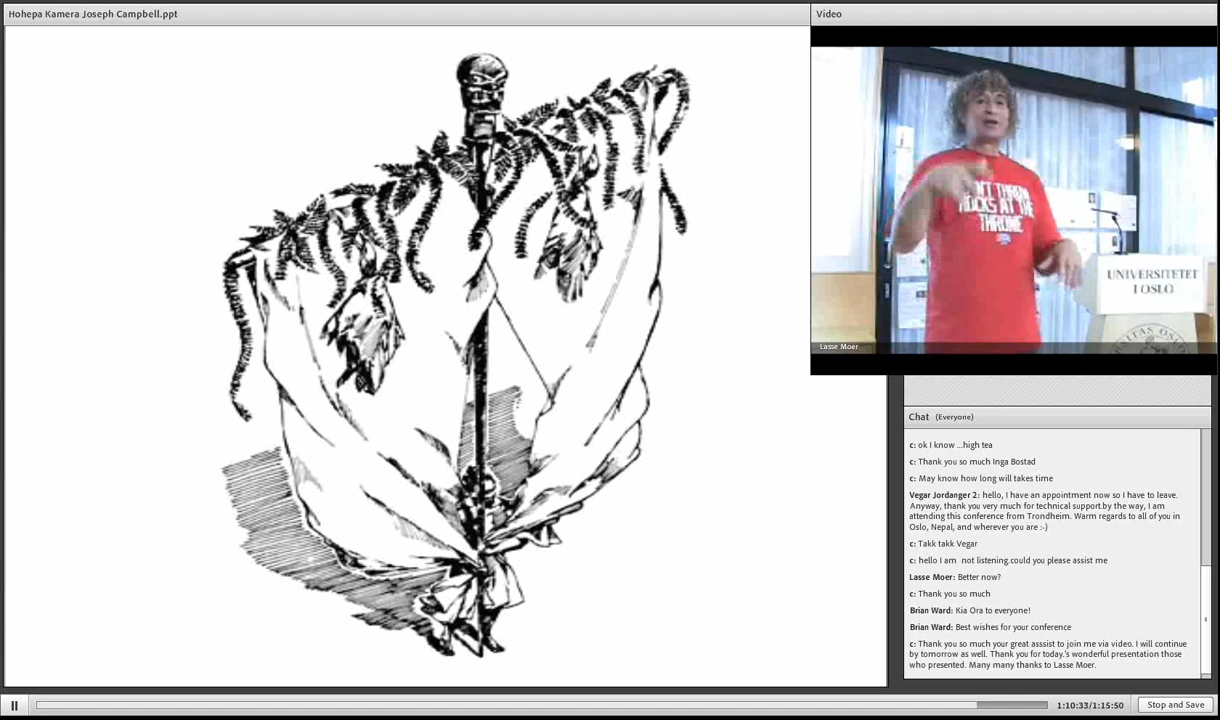 Hohepa Kamera Joseph Campbell.ppt
Video
THROW
ROCKS AT THE
THRONE
UNIVERSITETET
I OSLO
Lasse Moer
Chat (Everyone)
c: ok I know ...high tea
c: Thank you so much Inga Bostad
c: May know how long will takes time
Vegar Jordanger 2: hello, I have an appointment now so I have to leave.
Anyway, thank you very much for technical support.by the way, I am
attending this conference from Trondheim. Warm regards to all of you in
Oslo, Nepal, and wherever you are :-)
c: Takk takk Vegar
c: hello I am  not listening.could you please assist me
Lasse Moer: Better now?
c: Thank you so much
Brian Ward: Kia Ora to everyone!
Brian Ward: Best wishes for your conference
c: Thank you so much your great asssist to join me via video. I will continue
by tomorrow as well. Thank you for today.'s wonderful presentation those
who presented. Many many thanks to Lasse Moer.
1:10:33/1:15:50
Stop and Save